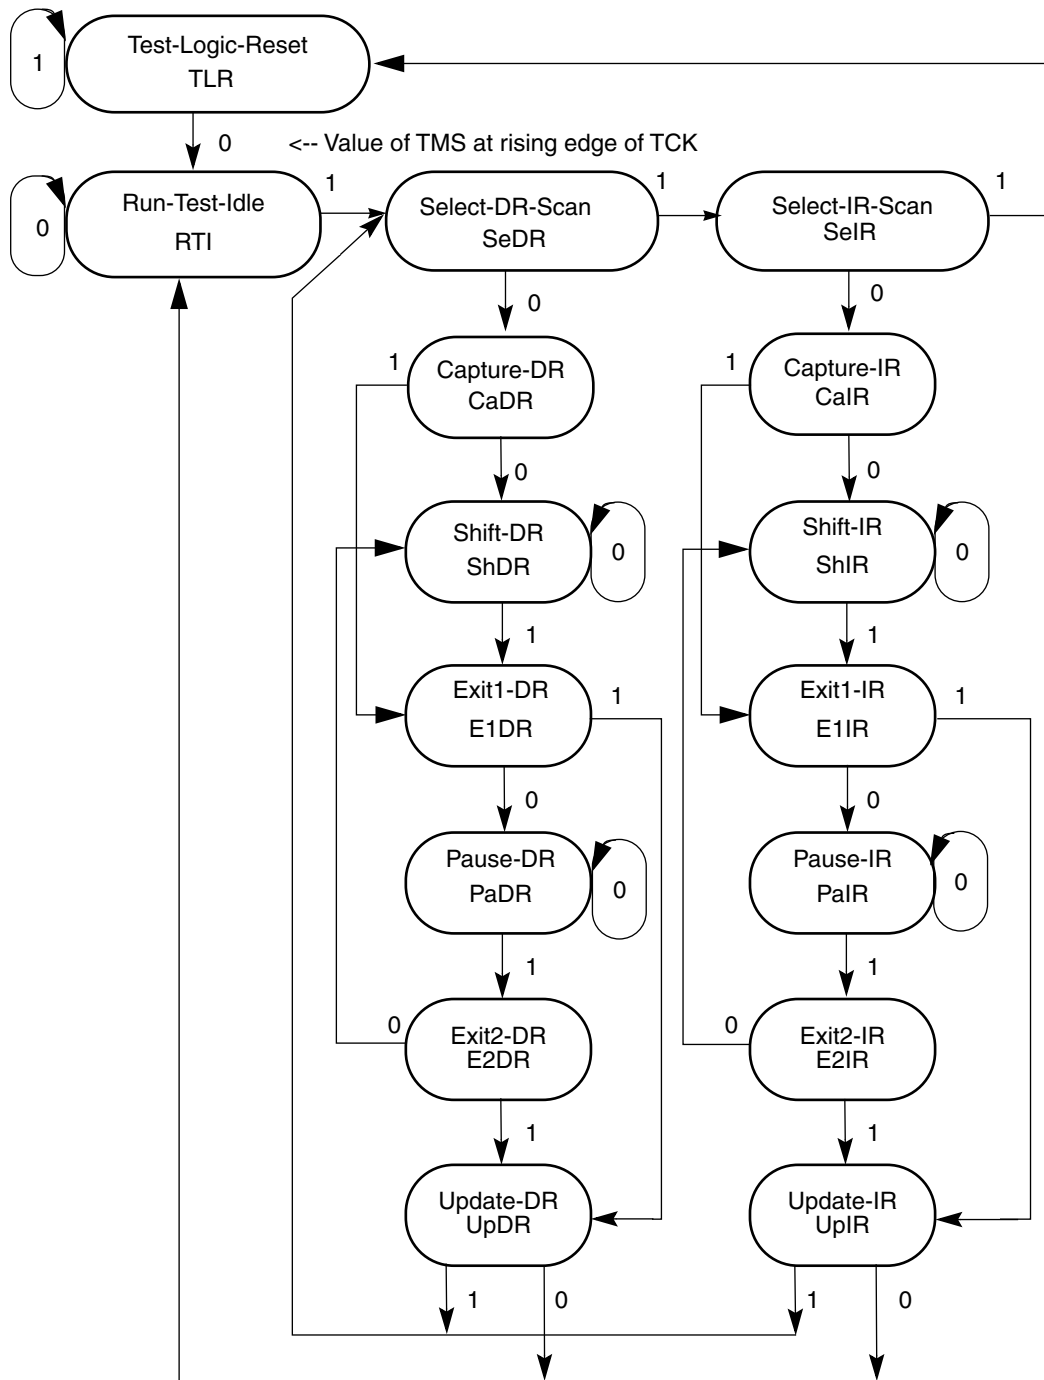 Test-Logic-Reset
TLR
1
0
<-- Value of TMS at rising edge of TCK
Run-Test-Idle
RTI
0
1
Select-DR-Scan
SeDR
1
Select-IR-Scan
SeIR
1
0
0
Capture-DR
CaDR
1
Capture-IR
CaIR
1
0
0
Shift-DR
ShDR
0
Shift-IR
ShIR
0
1
1
Exit1-DR
E1DR
1
Exit1-IR
E1IR
1
0
0
Pause-DR
PaDR
0
Pause-IR
PaIR
0
1
1
0
Exit2-DR
E2DR
0
Exit2-IR
E2IR
1
1
Update-DR
UpDR
Update-IR
UpIR
1
0
1
0